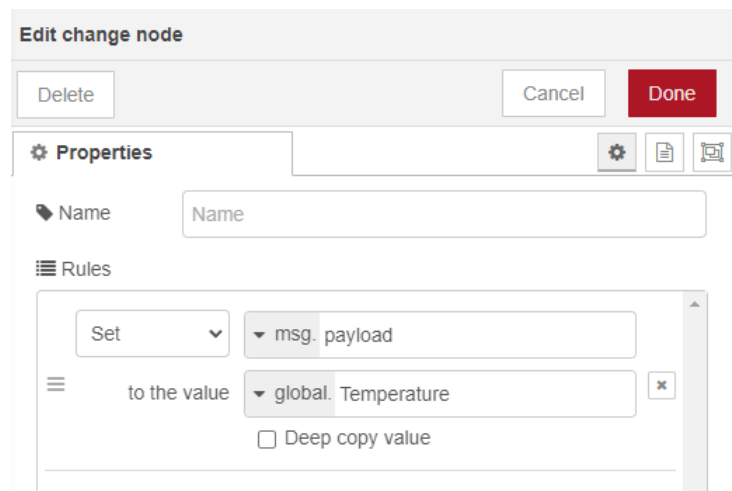 Edit change node
Delete Cancel Done
Properties
Name Name
Rules
Set msg. payload
to the value global. Temperature
Deep copy value